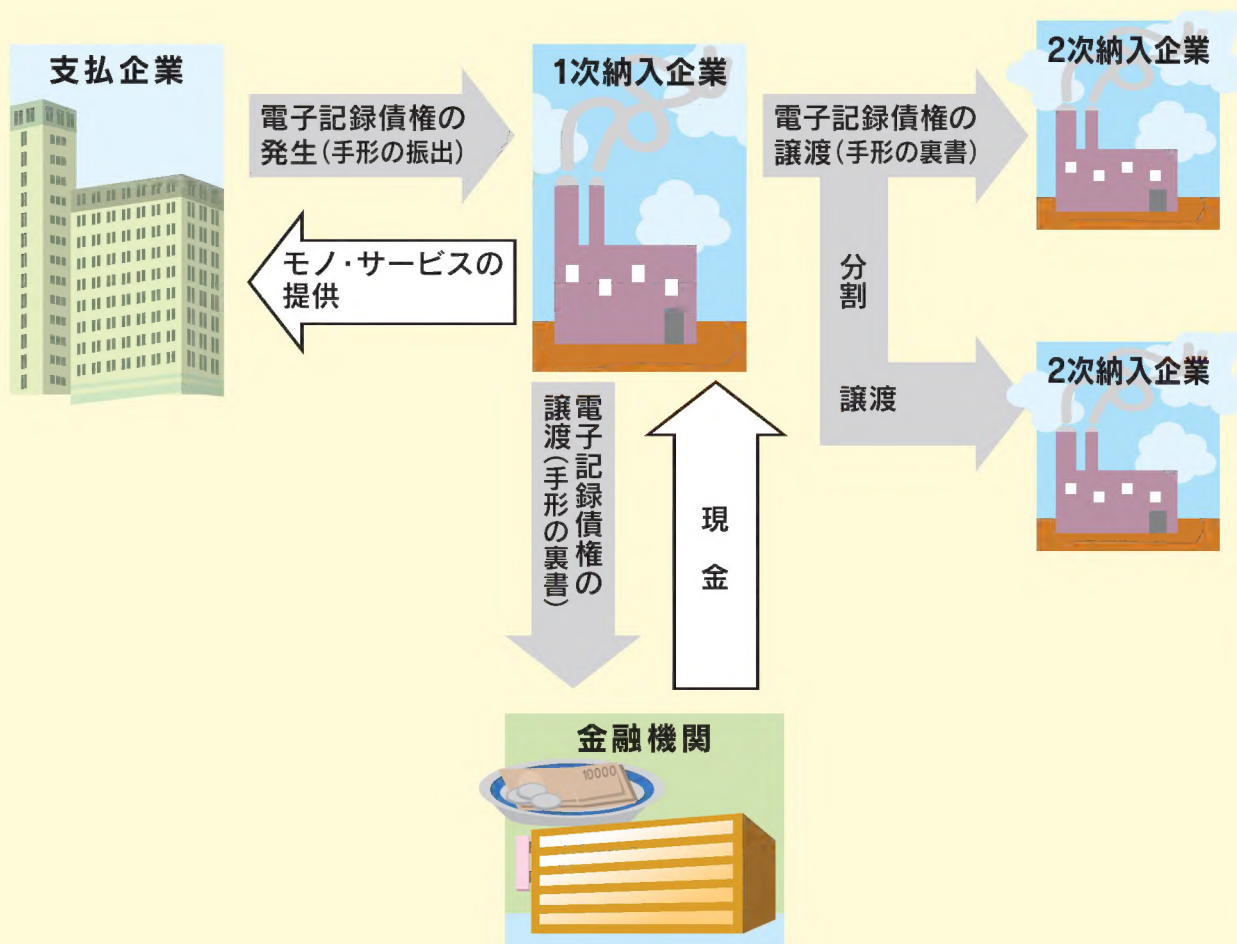 支払企業
電子記録債権の
発生(手形の振出)
モノ・サービスの
提供
1次納入企業
電子記録債権の
譲渡(手形の裏書)
分割
譲渡
2次納入企業
2次納入企業
電子記録債権の
譲渡(手形の裏書)
現金
金融機関
10000